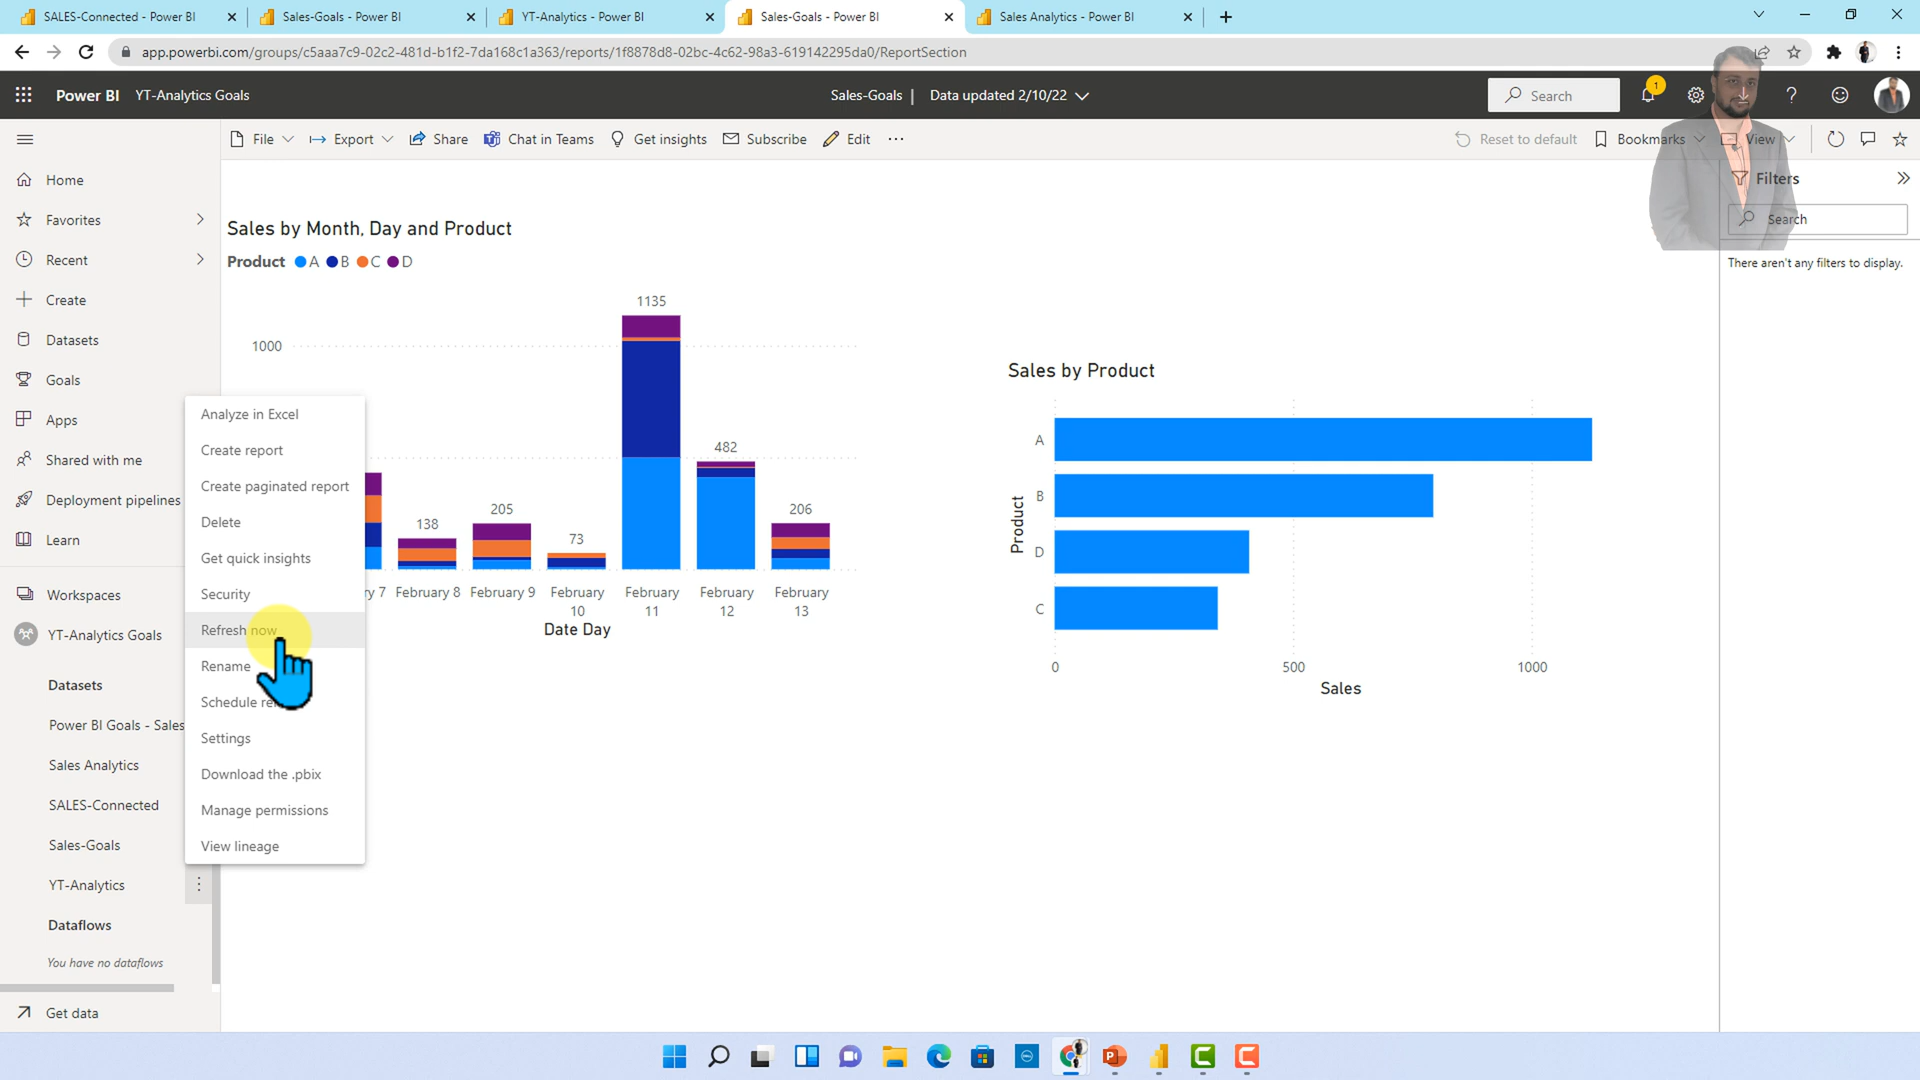 SALES-Connected - Power BI
Sales-Goals - Power BI
YT-Analytics - Power BI
Sales-Goals - Power BI
Sales Analytics - Power BI
app.powerbi.com/groups/c5aaa7c9-02c2-481d-b1f2-7da168c1a363/reports/1f8878d8-02bc-4c62-98a3-619142295da0/ReportSection
Power BI YT-Analytics Goals
Sales-Goals | Data updated 2/10/22
Search
1
File
Export
Share
Chat in Teams
Get insights
Subscribe
Edit
Reset to default
Bookmarks
View
Home
Favorites
Recent
Create
Datasets
Goals
Apps
Shared with me
Deployment pipelines
Learn
Workspaces
YT-Analytics Goals
Datasets
Power BI Goals - Sales
Sales Analytics
SALES-Connected
Sales-Goals
YT-Analytics
Dataflows
You have no dataflows
Get data
Analyze in Excel
Create report
Create paginated report
Delete
Get quick insights
Security
Refresh now
Rename
Schedule
Settings
Download the .pbix
Manage permissions
View lineage
Sales by Month, Day and Product
Product A B C D
1000
138
205
73
1135
482
206
y 7
February 8
February 9
February 10
February 11
February 12
February 13
Date Day
Sales by Product
Product
A
B
D
C
0
500
1000
Sales
Filters
Search
There aren't any filters to display.